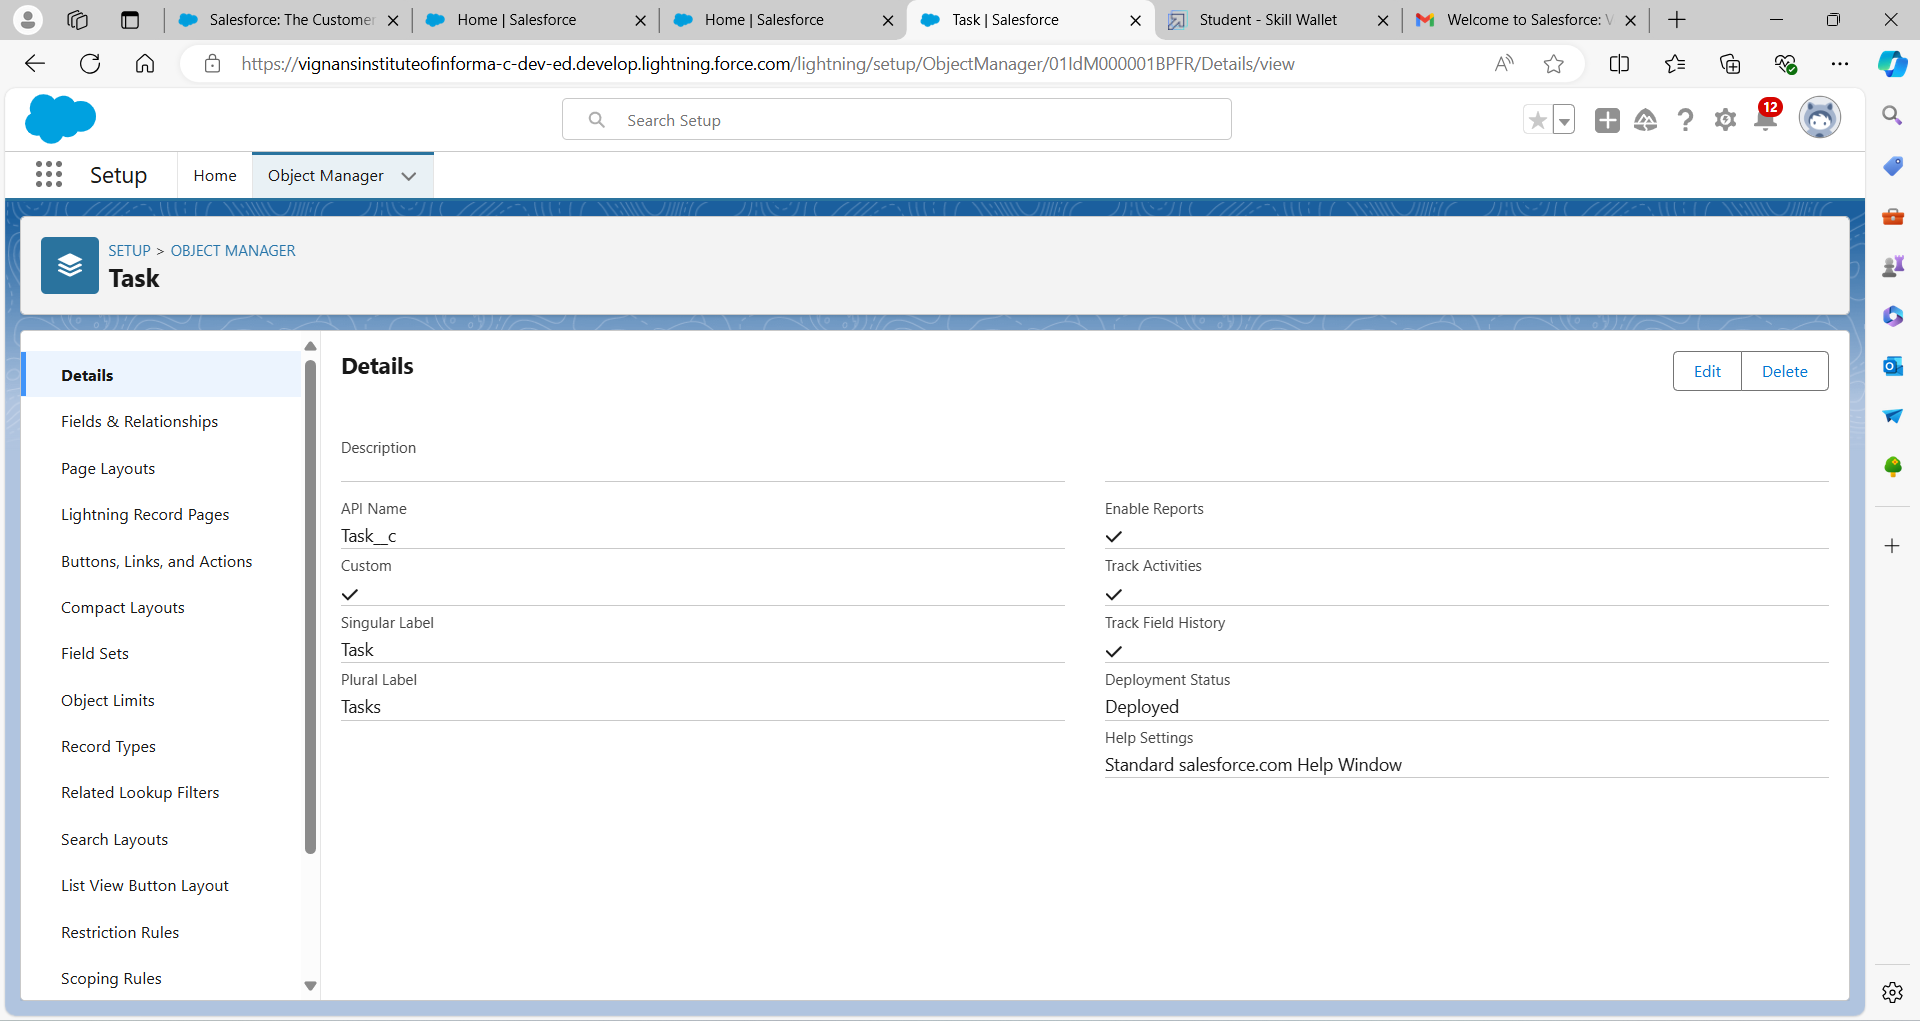 Salesforce: The Customer
Home | Salesforce
Home | Salesforce
Task | Salesforce
Student - Skill Wallet
Welcome to Salesforce: V
https://vignansinstituteofinforma-c-dev-ed.develop.lightning.force.com/lightning/setup/ObjectManager/01IdM000001BPFR/Details/view
Search Setup
12
Setup
Home
Object Manager
SETUP > OBJECT MANAGER
Task
Details
Fields & Relationships
Page Layouts
Lightning Record Pages
Buttons, Links, and Actions
Compact Layouts
Field Sets
Object Limits
Record Types
Related Lookup Filters
Search Layouts
List View Button Layout
Restriction Rules
Scoping Rules
Details
Edit
Delete
Description
API Name
Task__c
Custom
Singular Label
Task
Plural Label
Tasks
Enable Reports
Track Activities
Track Field History
Deployment Status
Deployed
Help Settings
Standard salesforce.com Help Window